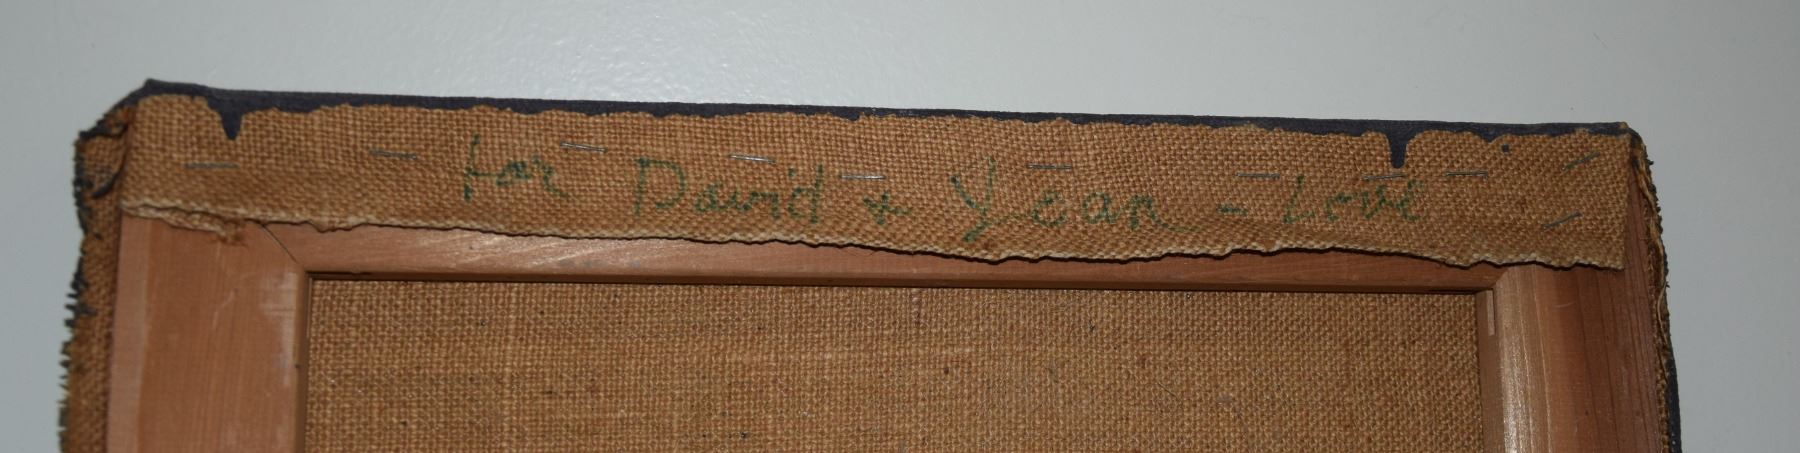 for David + Jean - Love